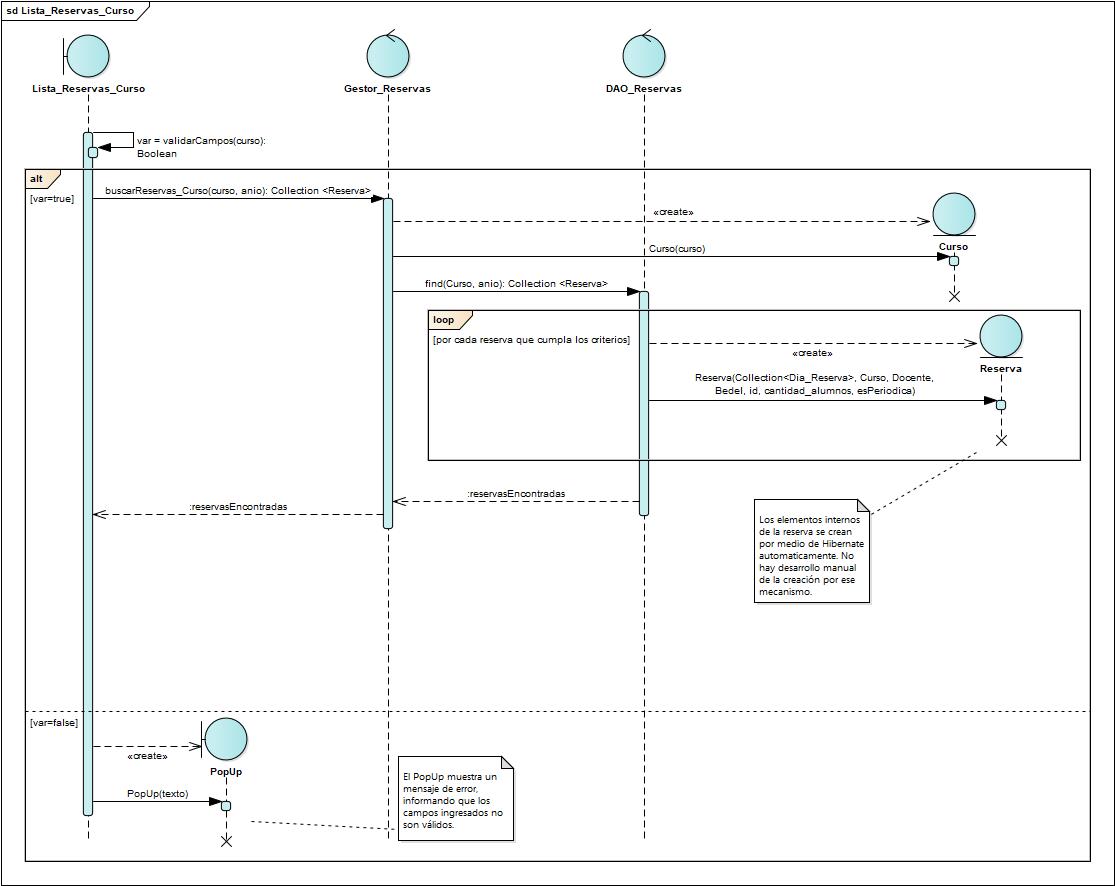 sd Lista_Reservas_Curso
Lista_Reservas_Curso
Gestor_Reservas
DAO_Reservas
var = validarCampos(curso):
Boolean
alt
[var=true]
buscarReservas_Curso(curso, anio): Collection <Reserva>
«create»
Curso
Curso(curso)
find(Curso, anio): Collection <Reserva>
loop
[por cada reserva que cumpla los criterios]
«create»
Reserva
Reserva(Collection<Dia_Reserva>, Curso, Docente,
Bedel, id, cantidad_alumnos, esPeriodica)
:reservasEncontradas
:reservasEncontradas
Los elementos internos
de la reserva se crean
por medio de Hibernate
automaticamente. No
hay desarrollo manual
de la creación por ese
mecanismo.
[var=false]
«create»
PopUp
PopUp(texto)
El PopUp muestra un
mensaje de error,
informando que los
campos ingresados no
son válidos.